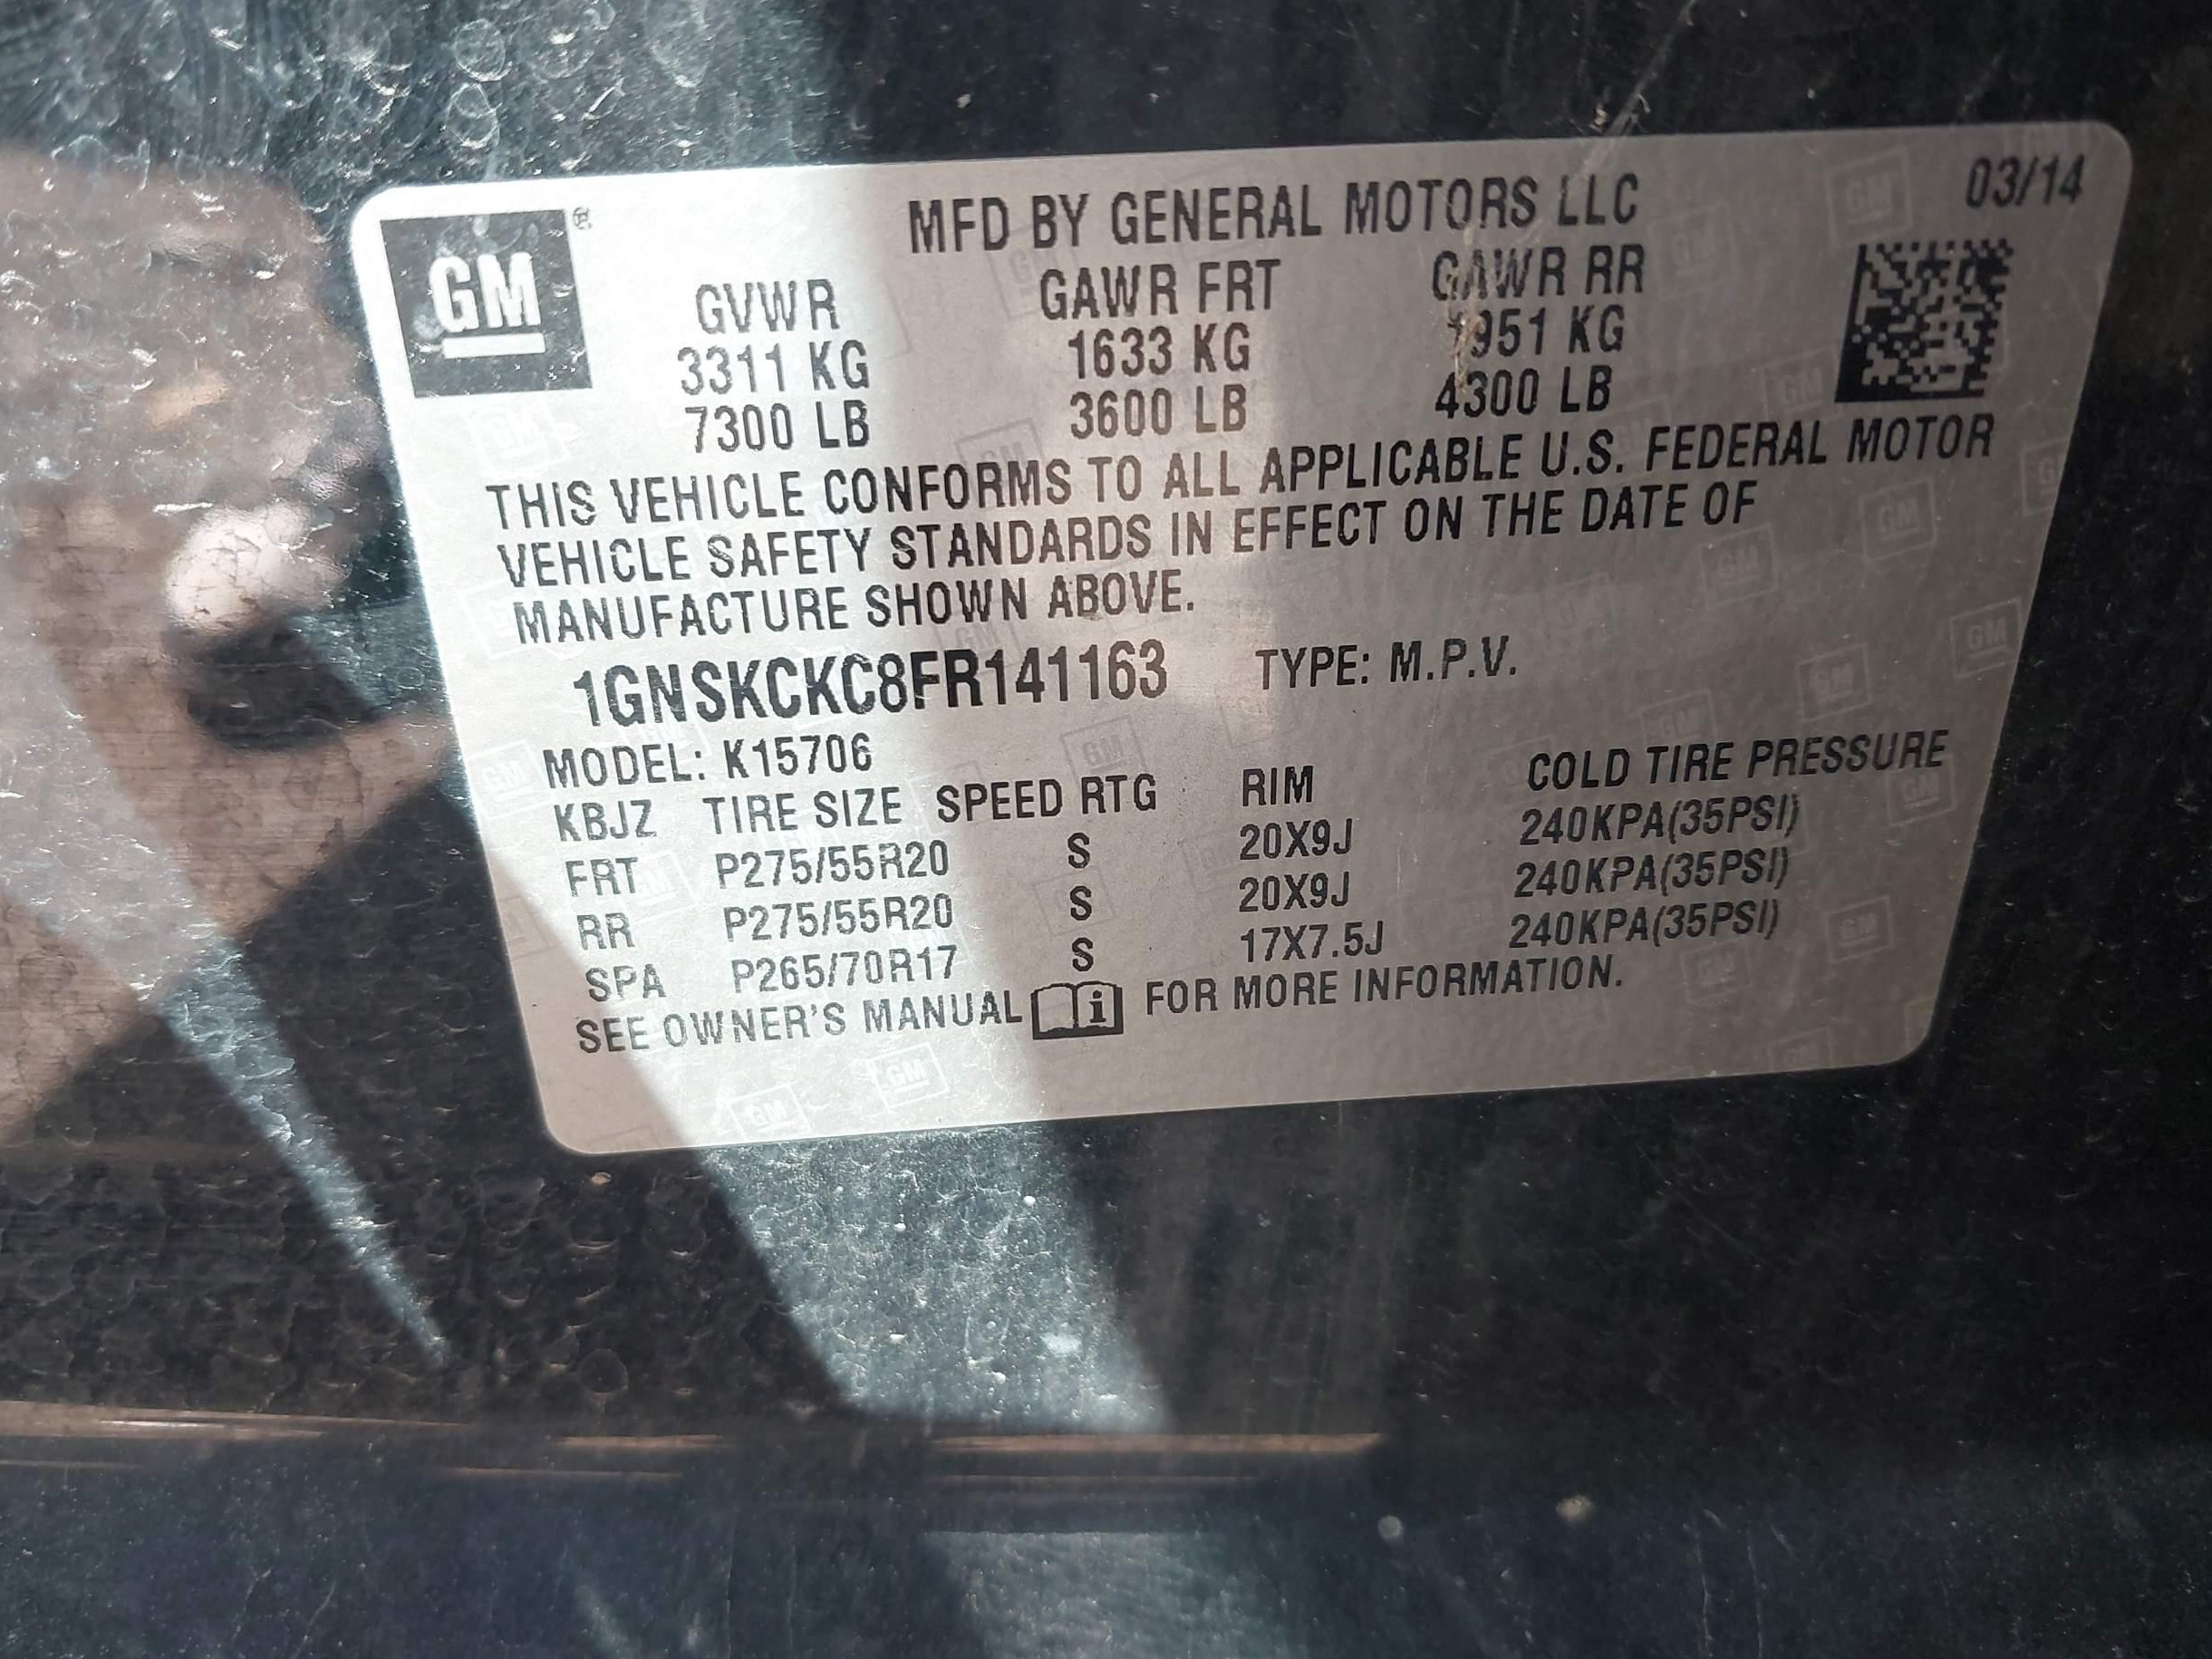 GM ®
MFD BY GENERAL MOTORS LLC 03/14
GVWR GAWR FRT GAWR RR
3311 KG 1633 KG 1951 KG
7300 LB 3600 LB 4300 LB
THIS VEHICLE CONFORMS TO ALL APPLICABLE U.S. FEDERAL MOTOR
VEHICLE SAFETY STANDARDS IN EFFECT ON THE DATE OF
MANUFACTURE SHOWN ABOVE.
1GNSKCKC8FR141163 TYPE: M.P.V.
MODEL: K15706
KBJZ TIRE SIZE SPEED RTG RIM COLD TIRE PRESSURE
FRT P275/55R20 S 20X9J 240KPA(35PSI)
RR P275/55R20 S 20X9J 240KPA(35PSI)
SPA P265/70R17 S 17X7.5J 240KPA(35PSI)
SEE OWNER'S MANUAL i FOR MORE INFORMATION.